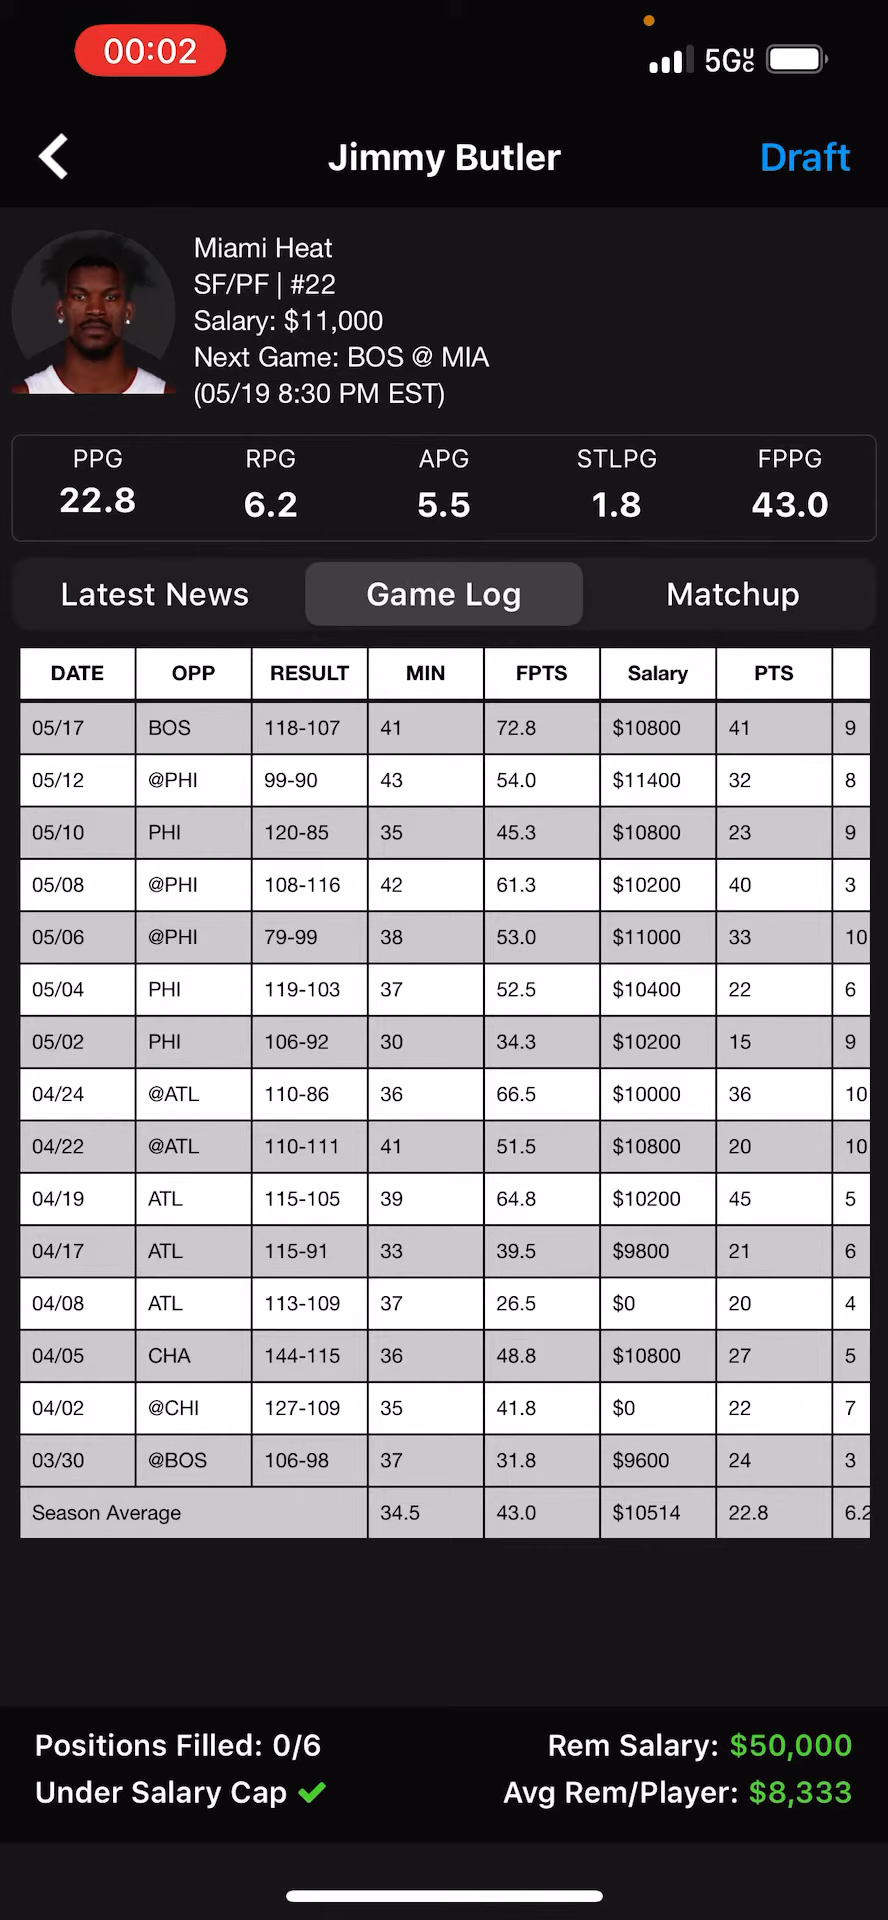 00:02
5GUC
Jimmy Butler
Draft
Miami Heat
SF/PF | #22
Salary: $11,000
Next Game: BOS @ MIA
(05/19 8:30 PM EST)
PPG RPG APG STLPG FPPG
22.8 6.2 5.5 1.8 43.0
Latest News Game Log Matchup
DATE OPP RESULT MIN FPTS Salary PTS
05/17 BOS 118-107 41 72.8 $10800 41 9
05/12 @PHI 99-90 43 54.0 $11400 32 8
05/10 PHI 120-85 35 45.3 $10800 23 9
05/08 @PHI 108-116 42 61.3 $10200 40 3
05/06 @PHI 79-99 38 53.0 $11000 33 10
05/04 PHI 119-103 37 52.5 $10400 22 6
05/02 PHI 106-92 30 34.3 $10200 15 9
04/24 @ATL 110-86 36 66.5 $10000 36 10
04/22 @ATL 110-111 41 51.5 $10800 20 10
04/19 ATL 115-105 39 64.8 $10200 45 5
04/17 ATL 115-91 33 39.5 $9800 21 6
04/08 ATL 113-109 37 26.5 $0 20 4
04/05 CHA 144-115 36 48.8 $10800 27 5
04/02 @CHI 127-109 35 41.8 $0 22 7
03/30 @BOS 106-98 37 31.8 $9600 24 3
Season Average 34.5 43.0 $10514 22.8 6.2
Positions Filled: 0/6 Rem Salary: $50,000
Under Salary Cap Avg Rem/Player: $8,333